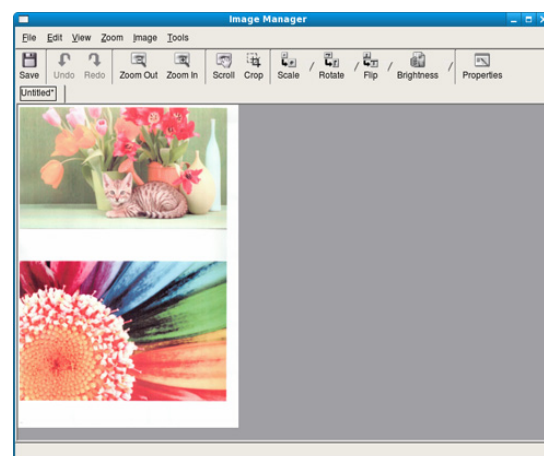 Image Manager
File Edit View Zoom Image Tools
Save Undo Redo Zoom Out Zoom In Scroll Crop Scale / Rotate / Flip / Brightness / Properties
Untitled*